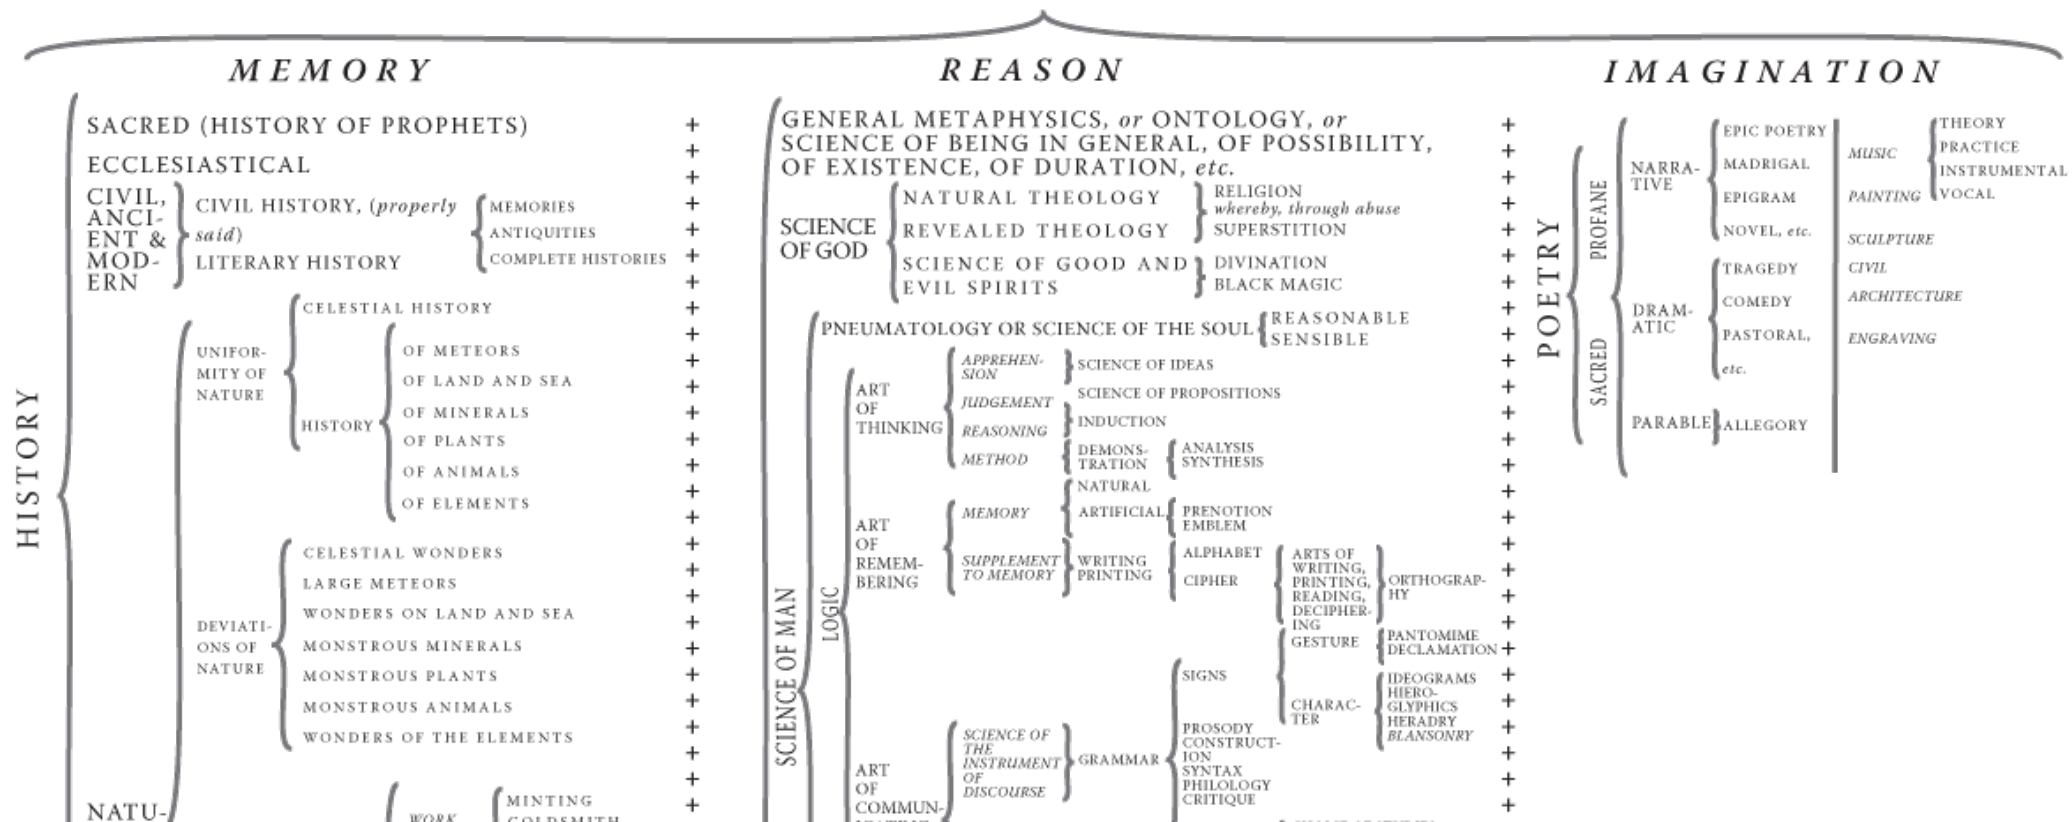 MEMORY
REASON
IMAGINATION
HISTORY
SACRED (HISTORY OF PROPHETS)
ECCLESIASTICAL
CIVIL,
ANCI-
ENT &
MOD-
ERN
CIVIL HISTORY, (properly
said)
LITERARY HISTORY
MEMORIES
ANTIQUITIES
COMPLETE HISTORIES
NATU-
UNIFOR-
MITY OF
NATURE
CELESTIAL HISTORY
HISTORY
OF METEORS
OF LAND AND SEA
OF MINERALS
OF PLANTS
OF ANIMALS
OF ELEMENTS
DEVIATI-
ONS OF
NATURE
CELESTIAL WONDERS
LARGE METEORS
WONDERS ON LAND AND SEA
MONSTROUS MINERALS
MONSTROUS PLANTS
MONSTROUS ANIMALS
WONDERS OF THE ELEMENTS
WORK
MINTING
GOLDSMITH
GENERAL METAPHYSICS, or ONTOLOGY, or
SCIENCE OF BEING IN GENERAL, OF POSSIBILITY,
OF EXISTENCE, OF DURATION, etc.
SCIENCE
OF GOD
NATURAL THEOLOGY
REVEALED THEOLOGY
RELIGION
whereby, through abuse
SUPERSTITION
SCIENCE OF GOOD AND
EVIL SPIRITS
DIVINATION
BLACK MAGIC
SCIENCE OF MAN
PNEUMATOLOGY OR SCIENCE OF THE SOUL
REASONABLE
SENSIBLE
LOGIC
ART
OF
THINKING
APPREHEN-
SION
SCIENCE OF IDEAS
JUDGEMENT
SCIENCE OF PROPOSITIONS
REASONING
INDUCTION
METHOD
DEMONS-
TRATION
ANALYSIS
SYNTHESIS
ART
OF
REMEM-
BERING
MEMORY
NATURAL
ARTIFICIAL
PRENOTION
EMBLEM
SUPPLEMENT
TO MEMORY
WRITING
PRINTING
ALPHABET
CIPHER
ARTS OF
WRITING,
PRINTING,
READING,
DECIPHER-
ING
ORTHOGRAP-
HY
ART
OF
COMMUN-
SCIENCE OF
THE
INSTRUMENT
OF
DISCOURSE
GRAMMAR
SIGNS
GESTURE
PANTOMIME
DECLAMATION
CHARAC-
TER
IDEOGRAMS
HIERO-
GLYPHICS
HERADRY
BLANSONRY
PROSODY
CONSTRUCT-
ION
SYNTAX
PHILOLOGY
CRITIQUE
POETRY
PROFANE
SACRED
NARRA-
TIVE
EPIC POETRY
MADRIGAL
EPIGRAM
NOVEL, etc.
DRAM-
ATIC
TRAGEDY
COMEDY
PASTORAL,
etc.
PARABLE
ALLEGORY
MUSIC
THEORY
PRACTICE
INSTRUMENTAL
VOCAL
PAINTING
SCULPTURE
CIVIL
ARCHITECTURE
ENGRAVING